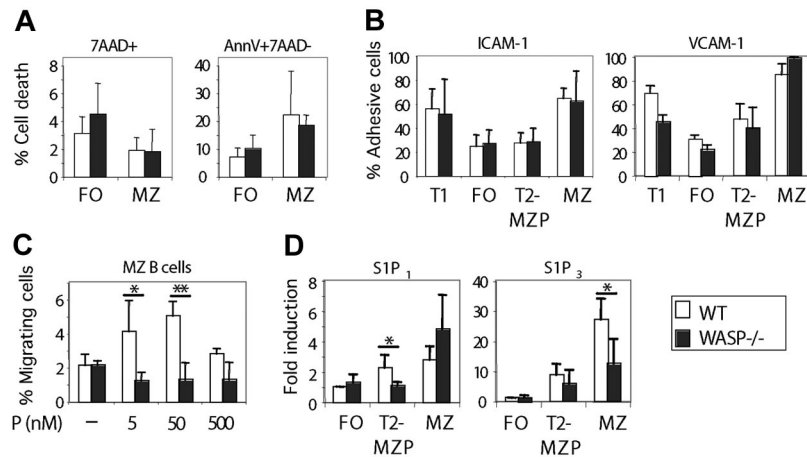 A
7AAD+
AnnV+7AAD-
% Cell death
8
6
4
2
0
40
30
20
10
0
FO MZ
FO MZ
B
ICAM-1
VCAM-1
% Adhesive cells
100
80
60
40
20
0
100
80
60
40
20
0
T1 FO T2- MZ
MZP
T1 FO T2- MZ
MZP
C
MZ B cells
% Migrating cells
6
4
2
0
* **
P (nM) – 5 50 500
D
S1P 1
S1P 3
Fold induction
8
6
4
2
0
*
40
30
20
10
0
*
FO T2- MZ
MZP
FO T2- MZ
MZP
WT
WASP-/-